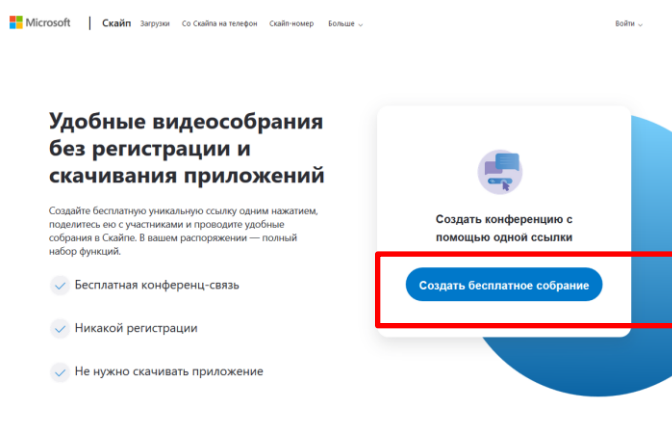 Microsoft | Скайп Загрузки Со Скайпа на телефон Скайп-номер Больше Войти
Удобные видеособрания
без регистрации и
скачивания приложений
Создайте бесплатную уникальную ссылку одним нажатием,
поделитесь ею с участниками и проводите удобные
собрания в Скайпе. В вашем распоряжении — полный
набор функций.
Бесплатная конференц-связь
Никакой регистрации
Не нужно скачивать приложение
Создать конференцию с
помощью одной ссылки
Создать бесплатное собрание